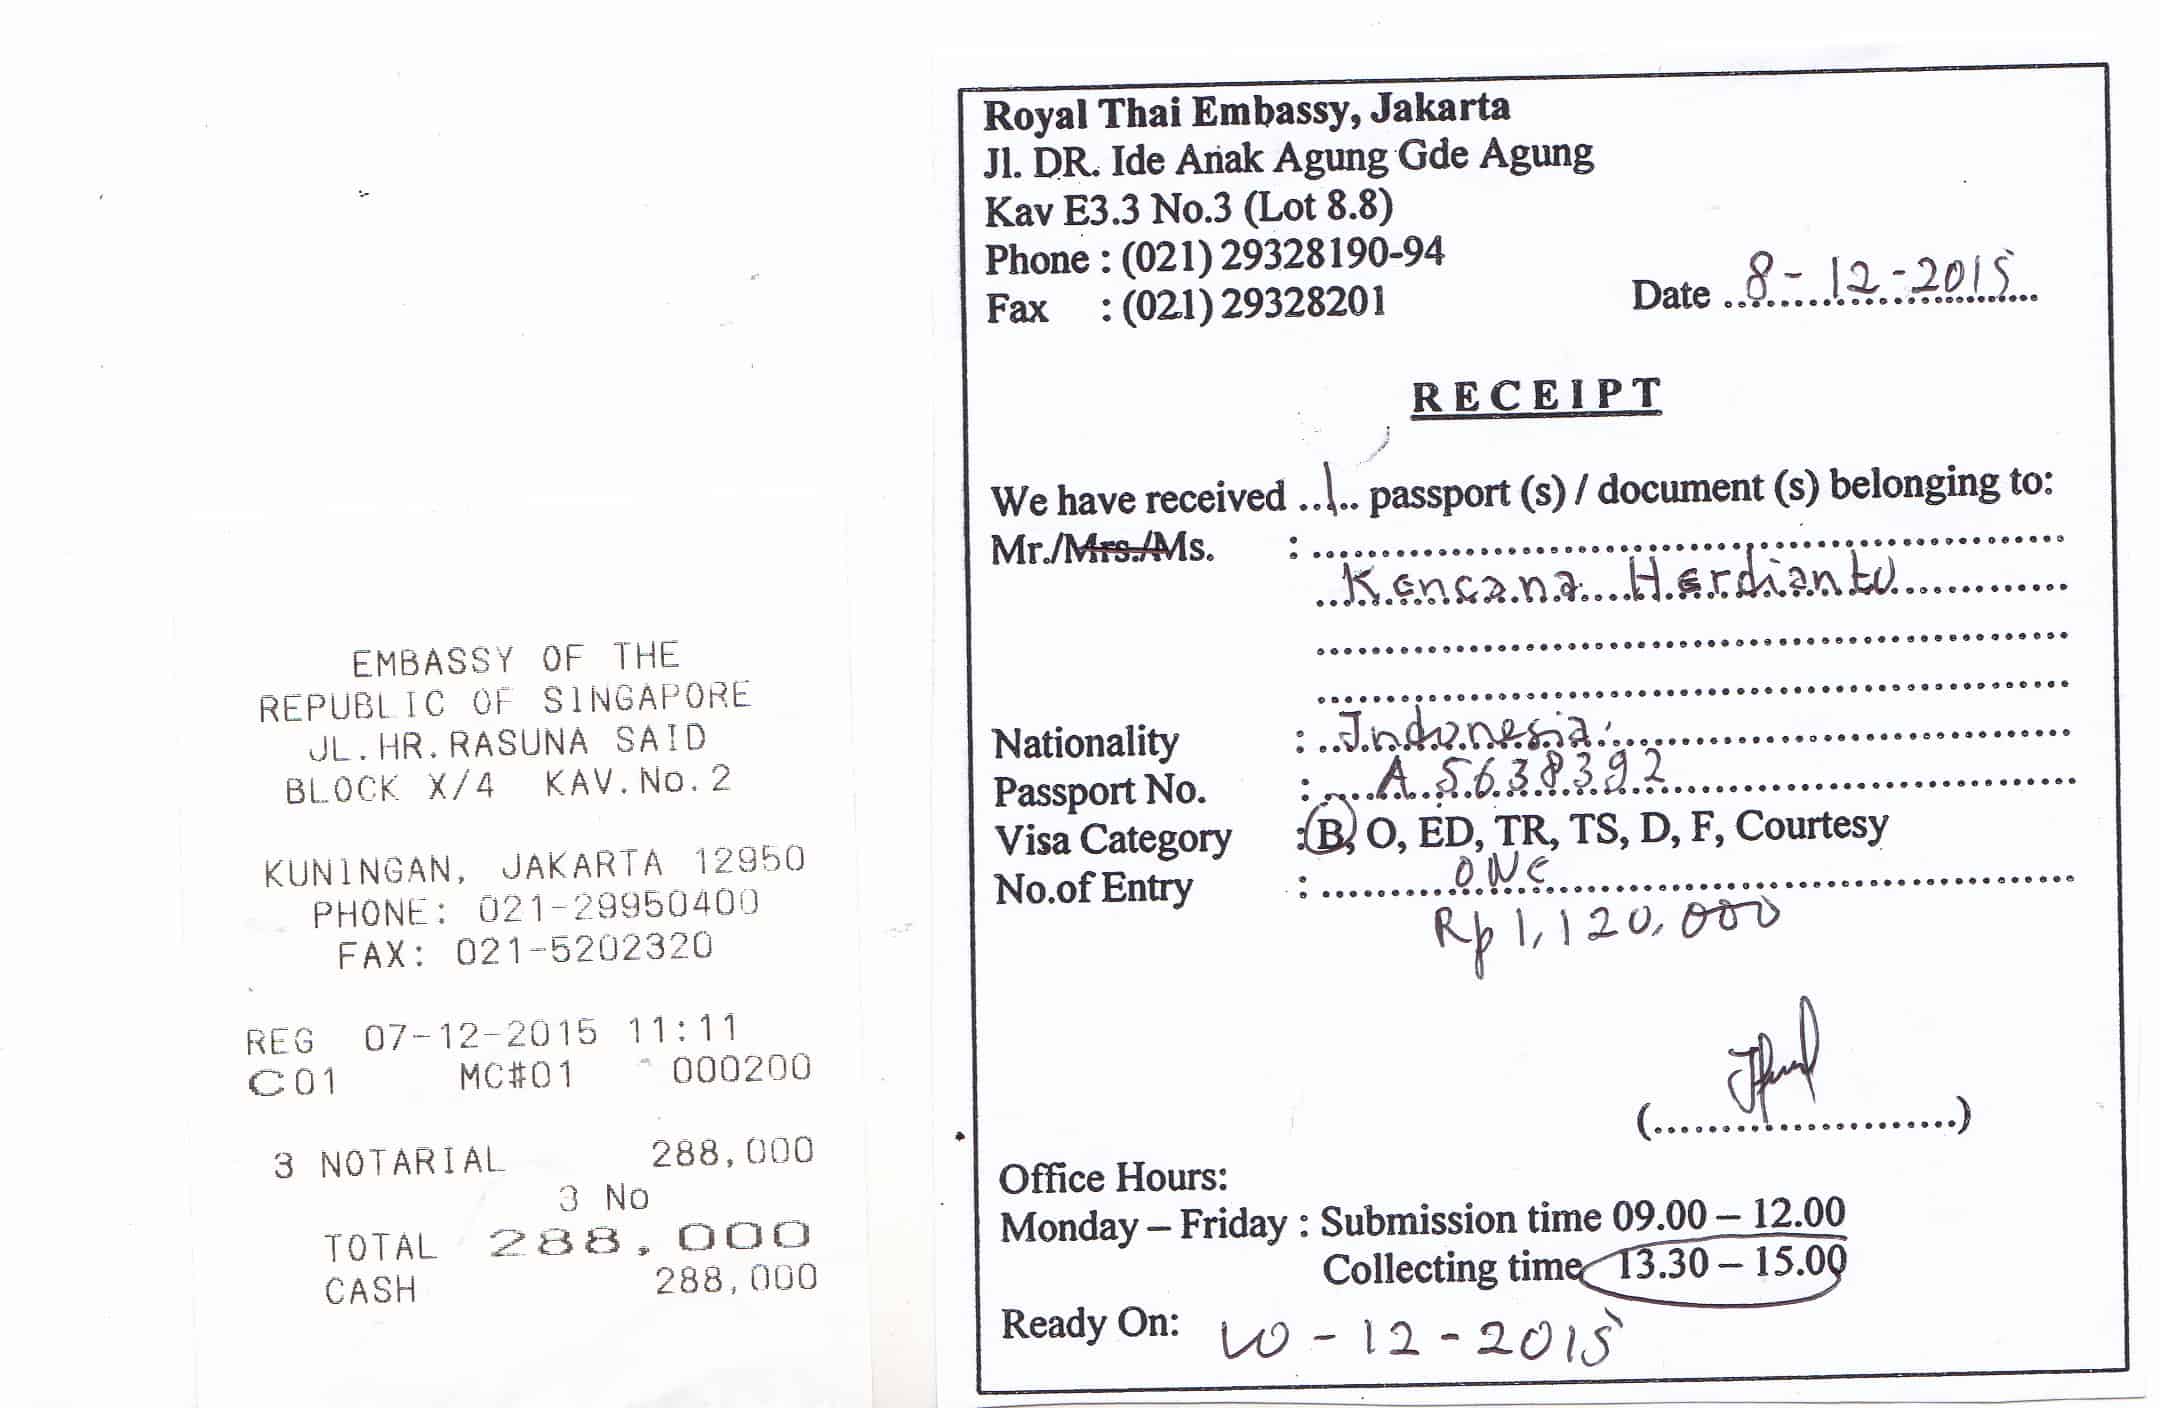 EMBASSY OF THE
REPUBLIC OF SINGAPORE
JL.HR.RASUNA SAID
BLOCK X/4 KAV.No.2
KUNINGAN, JAKARTA 12950
PHONE: 021-29950400
FAX: 021-5202320
REG 07-12-2015 11:11
C01 MC#01 000200
3 NOTARIAL 288,000
3 No
TOTAL 288,000
CASH 288,000
Royal Thai Embassy, Jakarta
Jl. DR. Ide Anak Agung Gde Agung
Kav E3.3 No.3 (Lot 8.8)
Phone : (021) 29328190-94
Fax : (021) 29328201
Date 8-12-2015
RECEIPT
We have received ..1.. passport (s) / document (s) belonging to:
Mr./Mrs./Ms. :
Kencana Herdianto
Nationality : Indonesia
Passport No. : A 5638392
Visa Category : B, O, ED, TR, TS, D, F, Courtesy
No.of Entry : one
Rp 1,120,000
(........................)
Office Hours:
Monday – Friday : Submission time 09.00 – 12.00
Collecting time 13.30 – 15.00
Ready On: 10-12-2015